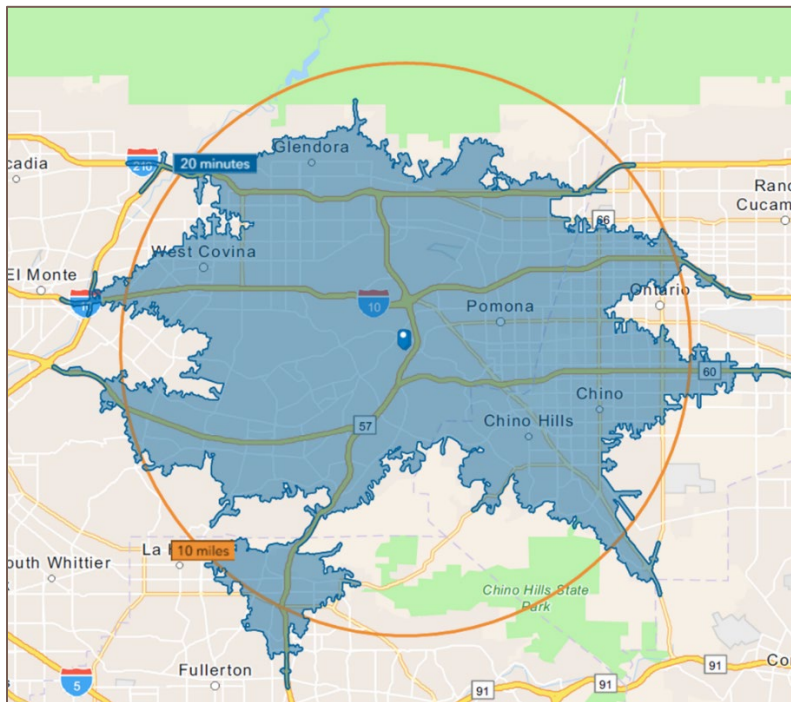 Glendora
cadia
210
20 minutes
66
Ranc
Cucam
West Covina
El Monte
10
10
Ontario
Pomona
60
Chino
57
Chino Hills
La H
10 miles
outh Whittier
Chino Hills State
Park
Fullerton
5
91
91
91
Co